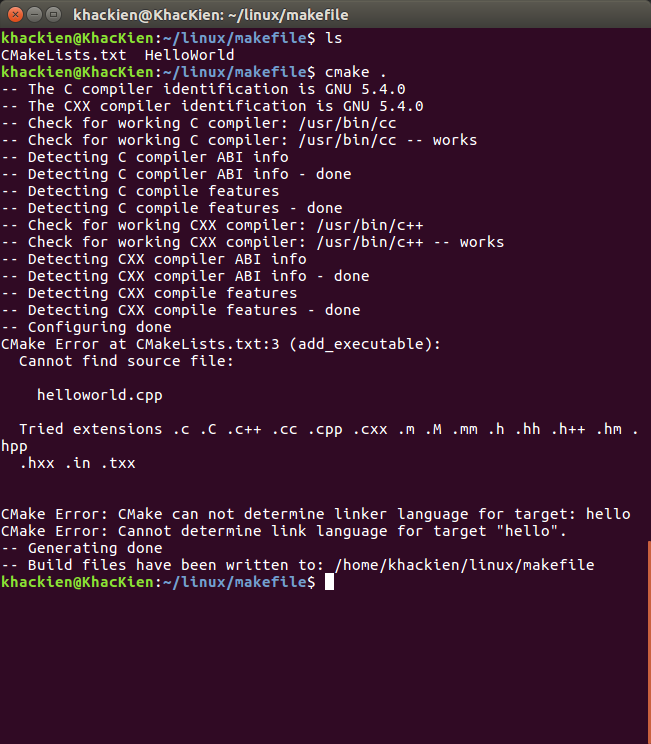 khackien@KhacKien: ~/linux/makefile
khackien@KhacKien:~/linux/makefile$ ls
CMakeLists.txt  HelloWorld
khackien@KhacKien:~/linux/makefile$ cmake .
-- The C compiler identification is GNU 5.4.0
-- The CXX compiler identification is GNU 5.4.0
-- Check for working C compiler: /usr/bin/cc
-- Check for working C compiler: /usr/bin/cc -- works
-- Detecting C compiler ABI info
-- Detecting C compiler ABI info - done
-- Detecting C compile features
-- Detecting C compile features - done
-- Check for working CXX compiler: /usr/bin/c++
-- Check for working CXX compiler: /usr/bin/c++ -- works
-- Detecting CXX compiler ABI info
-- Detecting CXX compiler ABI info - done
-- Detecting CXX compile features
-- Detecting CXX compile features - done
-- Configuring done
CMake Error at CMakeLists.txt:3 (add_executable):
  Cannot find source file:
    helloworld.cpp
  Tried extensions .c .C .c++ .cc .cpp .cxx .m .M .mm .h .hh .h++ .hm .
hpp
  .hxx .in .txx
CMake Error: CMake can not determine linker language for target: hello
CMake Error: Cannot determine link language for target "hello".
-- Generating done
-- Build files have been written to: /home/khackien/linux/makefile
khackien@KhacKien:~/linux/makefile$